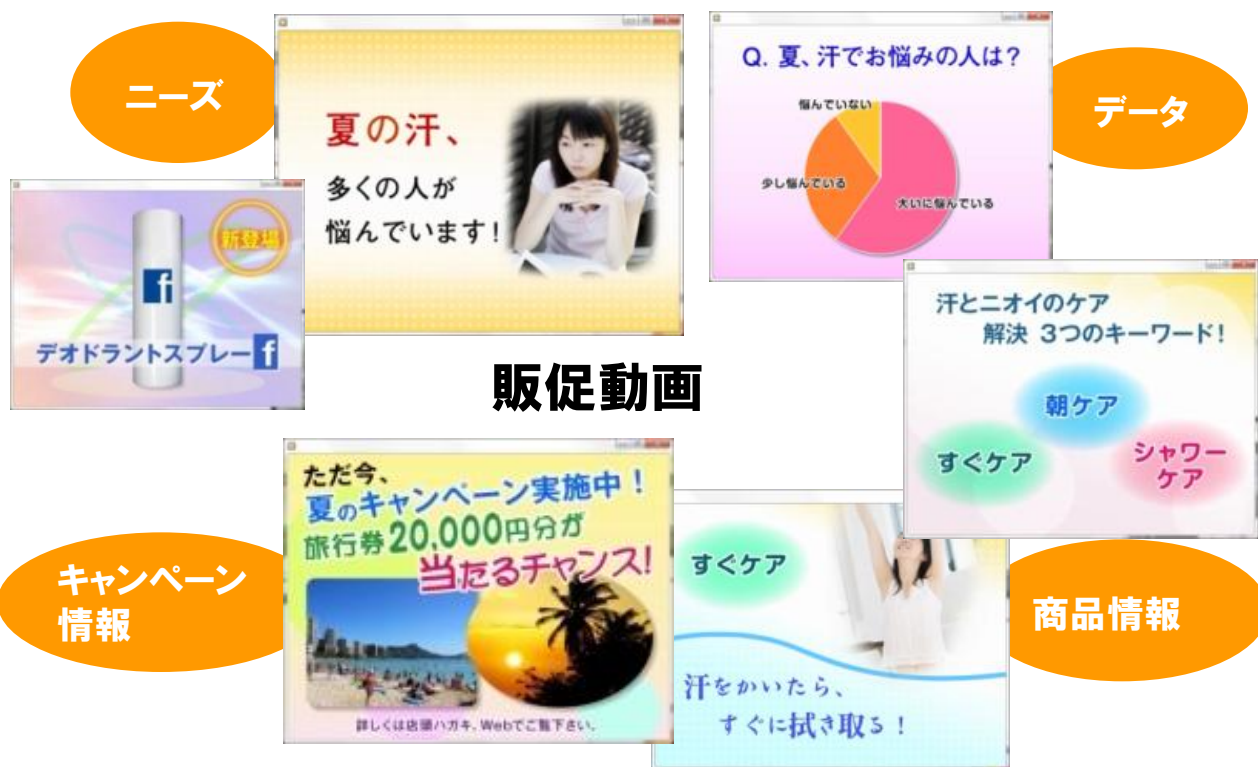 ニーズ
夏の汗、
多くの人が
悩んでいます!
Q. 夏、汗でお悩みの人は?
悩んでいない
少し悩んでいる
大いに悩んでいる
データ
新登場
f
デオドラントスプレーf
汗とニオイのケア
解決 3つのキーワード!
朝ケア
すぐケア
シャワー
ケア
販促動画
キャンペーン
情報
ただ今、
夏のキャンペーン実施中!
旅行券20,000円分が
当たるチャンス!
詳しくは店頭ハガキ、Webでご覧下さい。
すぐケア
汗をかいたら、
すぐに拭き取る!
商品情報